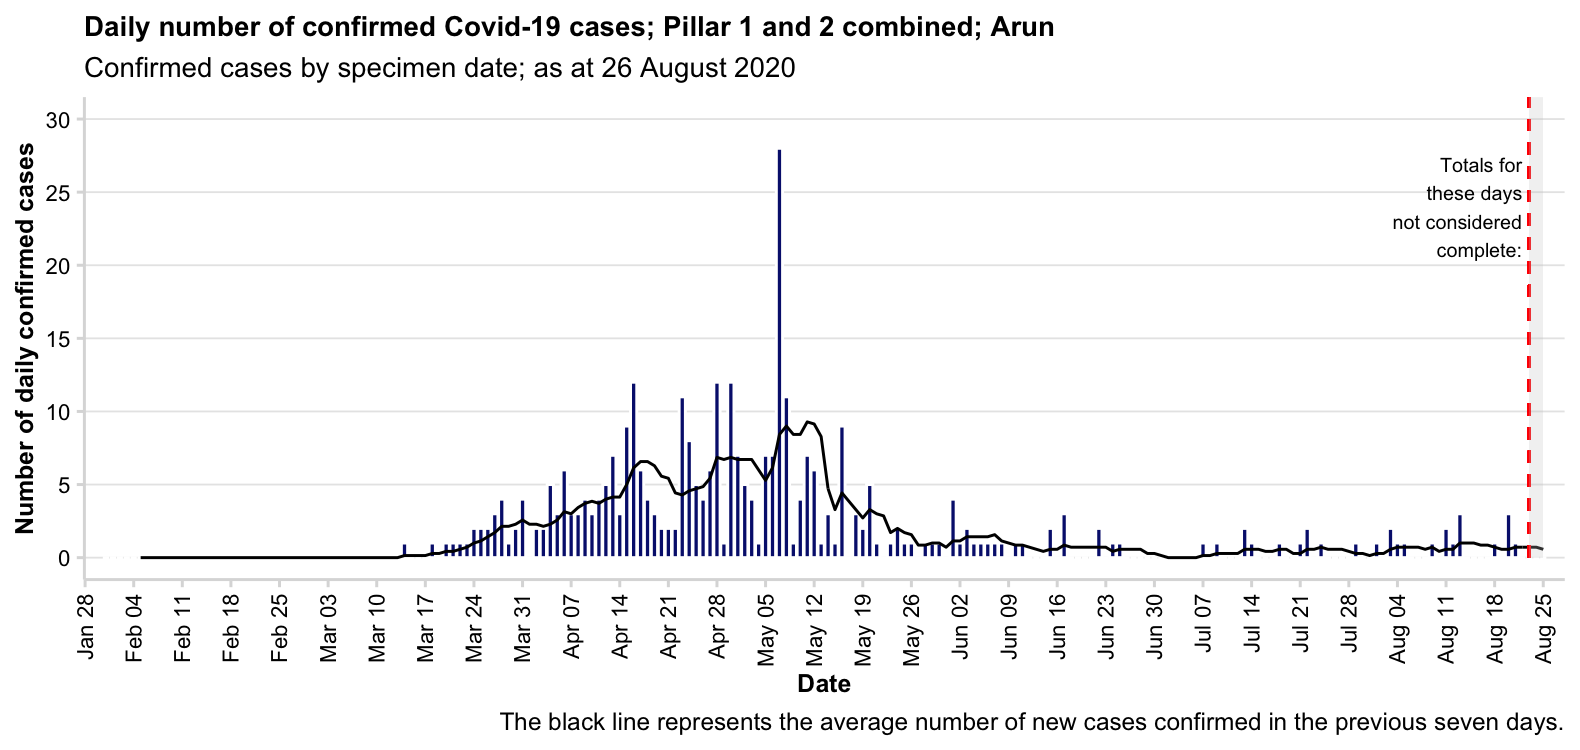 Daily number of confirmed Covid-19 cases; Pillar 1 and 2 combined; Arun
Confirmed cases by specimen date; as at 26 August 2020
Number of daily confirmed cases
30
25
20
15
10
5
0
Totals for
these days
not considered
complete:
Jan 28
Feb 04
Feb 11
Feb 18
Feb 25
Mar 03
Mar 10
Mar 17
Mar 24
Mar 31
Apr 07
Apr 14
Apr 21
Apr 28
May 05
May 12
May 19
May 26
Jun 02
Jun 09
Jun 16
Jun 23
Jun 30
Jul 07
Jul 14
Jul 21
Jul 28
Aug 04
Aug 11
Aug 18
Aug 25
Date
The black line represents the average number of new cases confirmed in the previous seven days.